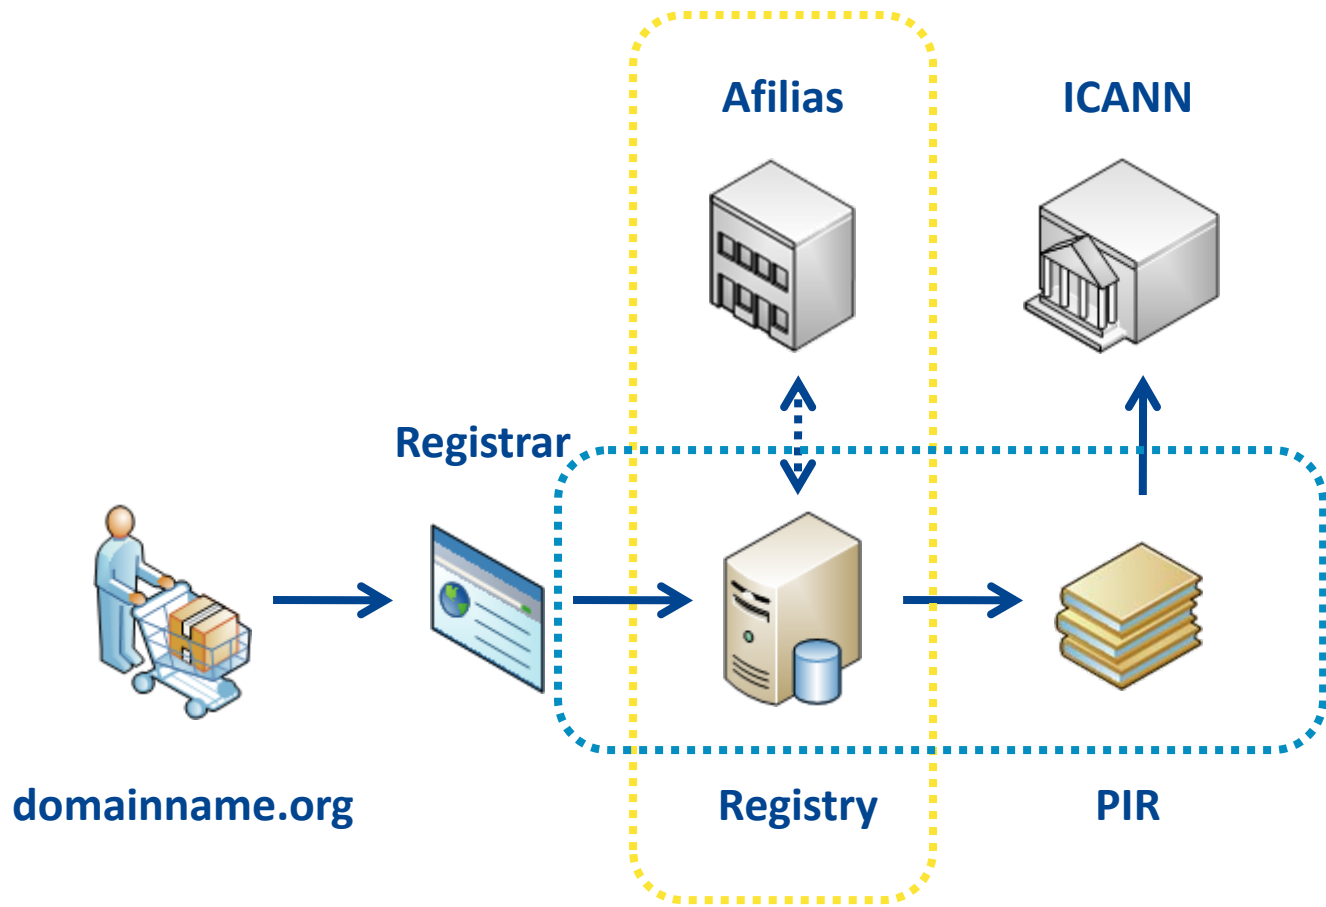 Afilias
ICANN
Registrar
domainname.org
Registry
PIR